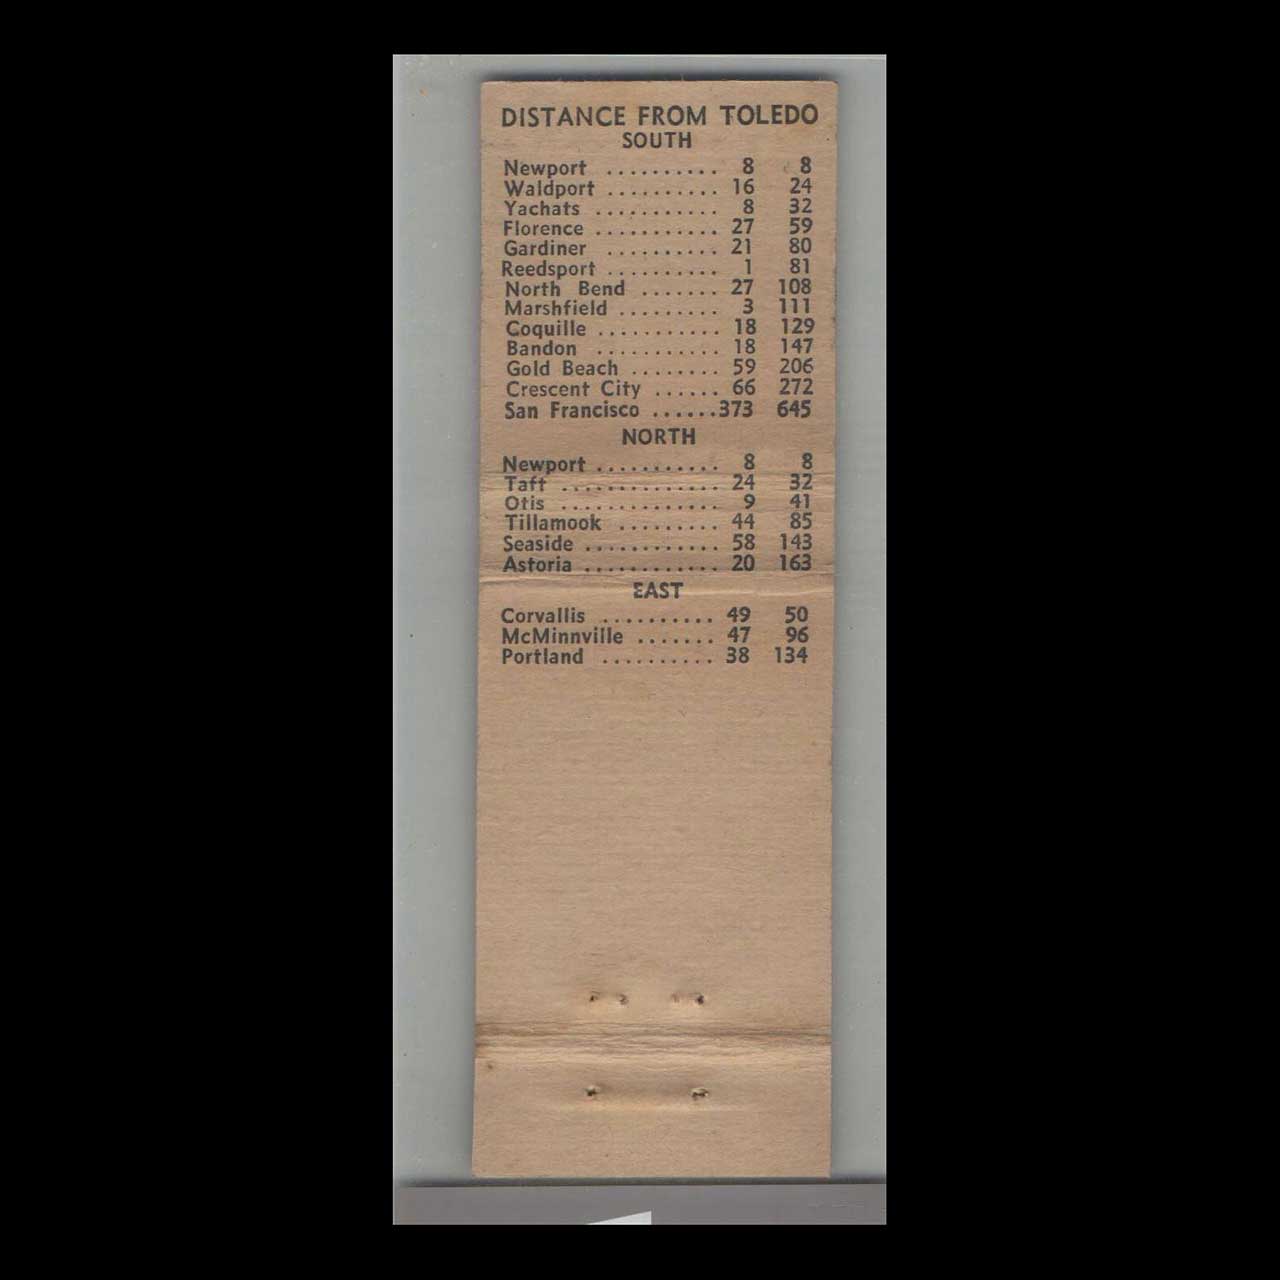 DISTANCE FROM TOLEDO
SOUTH
Newport .......... 8 8
Waldport .......... 16 24
Yachats ........... 8 32
Florence ........... 27 59
Gardiner .......... 21 80
Reedsport .......... 1 81
North Bend ....... 27 108
Marshfield ......... 3 111
Coquille ........... 18 129
Bandon ........... 18 147
Gold Beach ........ 59 206
Crescent City ...... 66 272
San Francisco ......373 645
NORTH
Newport ........... 8 8
Taft .............. 24 32
Otis .............. 9 41
Tillamook ......... 44 85
Seaside ............ 58 143
Astoria ............ 20 163
EAST
Corvallis .......... 49 50
McMinnville ....... 47 96
Portland .......... 38 134